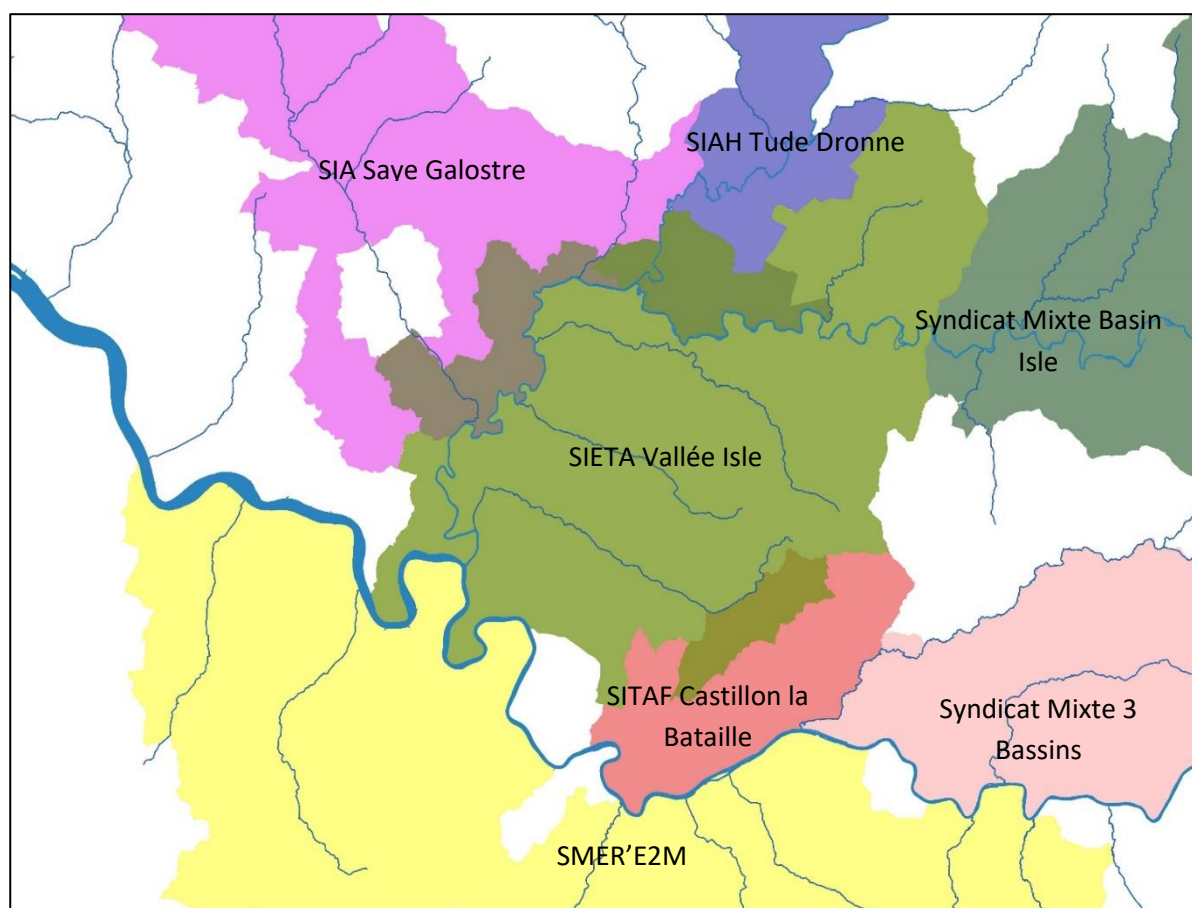 SIAH Tude Dronne
SIA Saye Galostre
Syndicat Mixte Basin
Isle
SIETA Vallée Isle
SITAF Castillon la
Bataille
Syndicat Mixte 3
Bassins
SMER’E2M